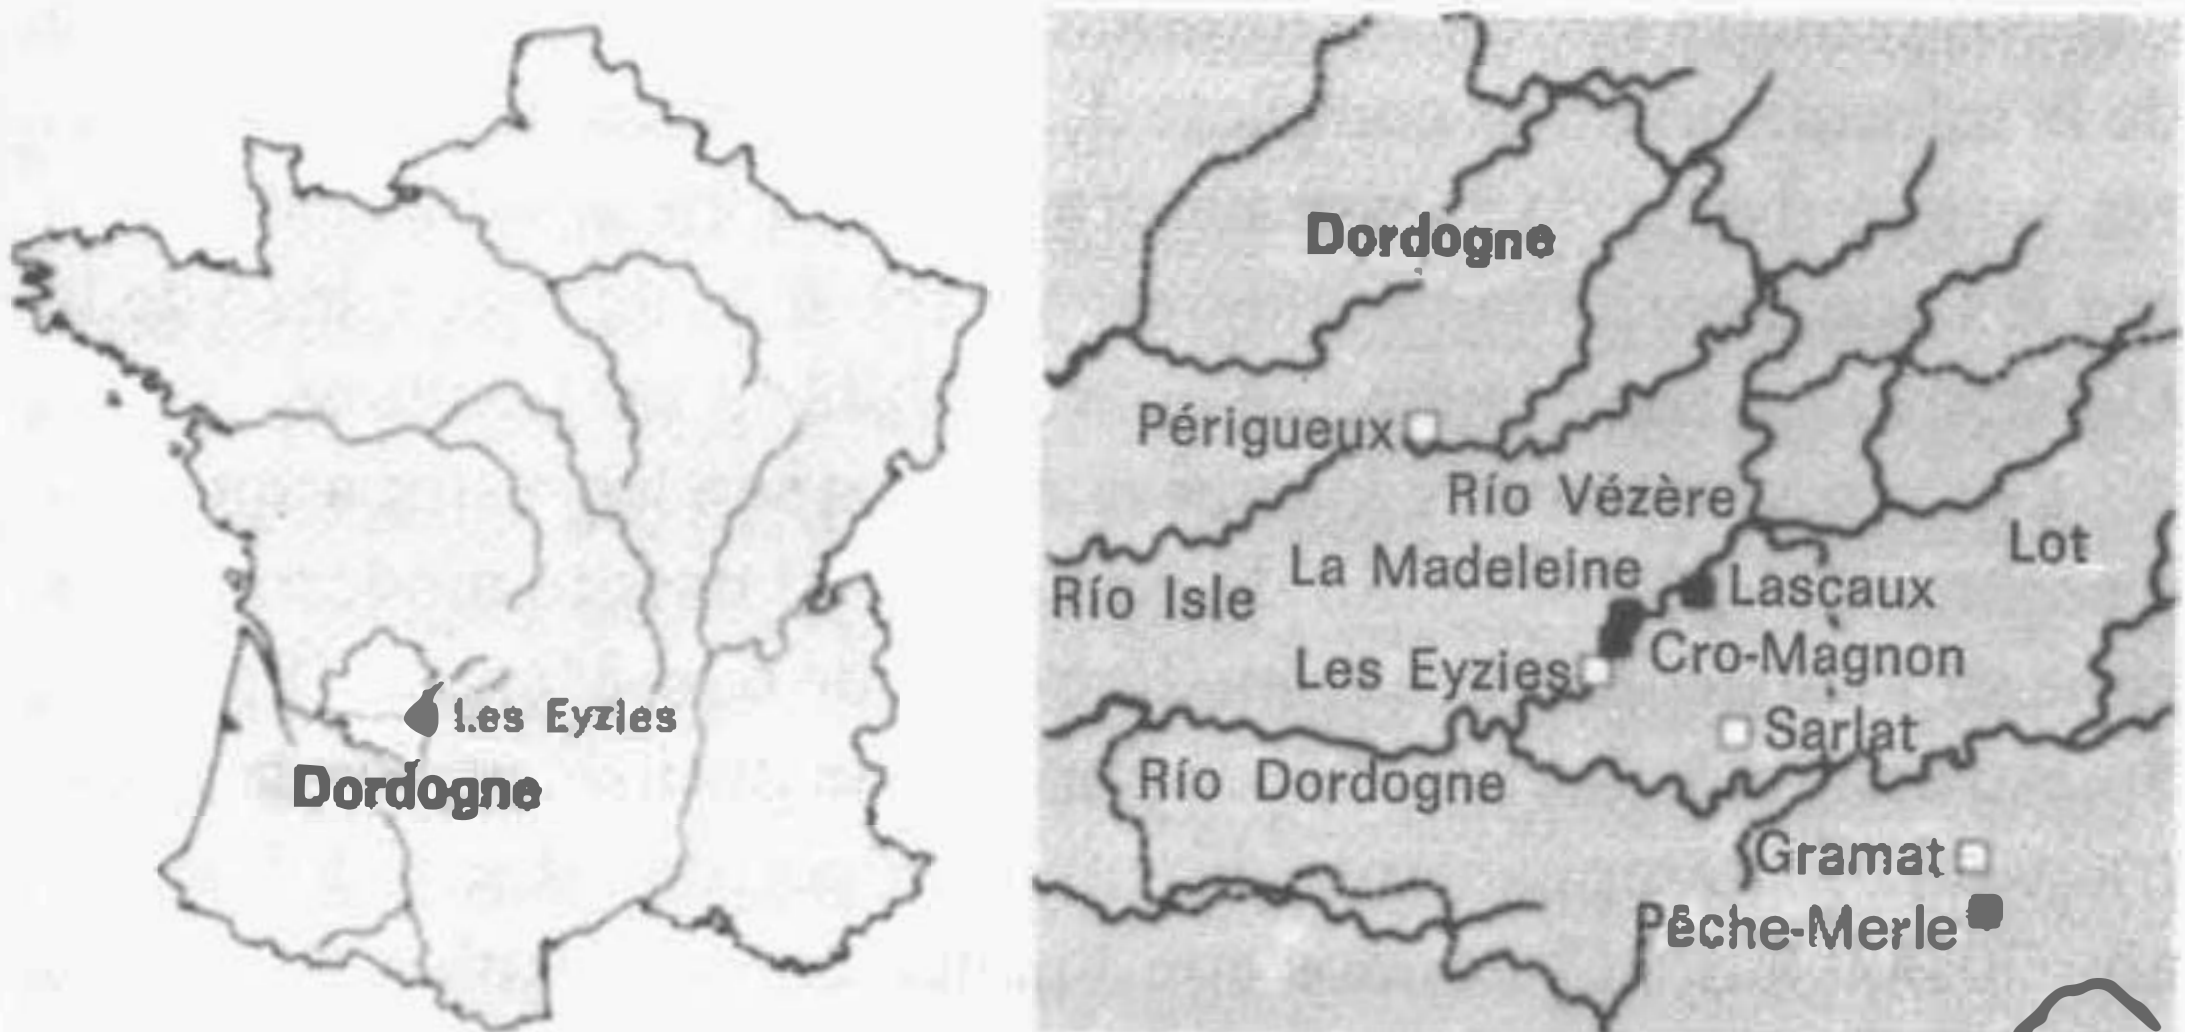 Les Eyzies
Dordogne
Dordogne
Périgueux
Río Vézère
Lot
La Madeleine
Lascaux
Río Isle
Cro-Magnon
Les Eyzies
Sarlat
Río Dordogne
Gramat
Pêche-Merle